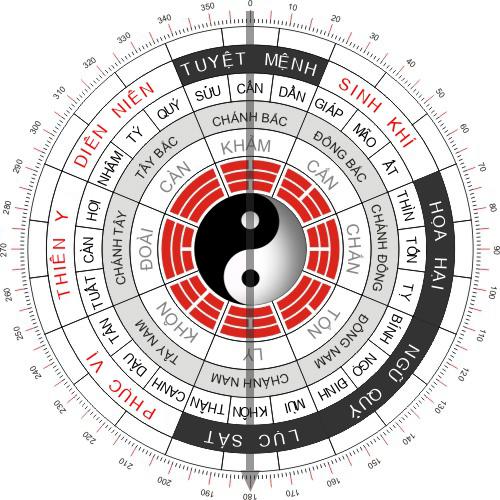 0
10
20
30
40
50
60
70
80
90
100
110
120
130
140
150
160
170
180
190
200
210
220
230
240
250
260
270
280
290
300
310
320
330
340
350
TUYỆT MỆNH
SINH KHÍ
HỌA HẠI
NGŨ QUỶ
LỤC SÁT
PHỤC VỊ
THIÊN Y
DIÊN NIÊN
SỬU
CẤN
DẦN
GIÁP
MÃO
ẤT
THÌN
TỐN
TỴ
BÍNH
NGỌ
ĐINH
MÙI
KHÔN
THÂN
CANH
DẬU
TÂN
TUẤT
CÀN
HỢI
NHÂM
TÝ
QUÝ
CHÁNH BẮC
ĐÔNG BẮC
CHÁNH ĐÔNG
ĐÔNG NAM
CHÁNH NAM
TÂY NAM
CHÁNH TÂY
TÂY BẮC
KHẢM
CẤN
CHẤN
TỐN
LY
KHÔN
ĐOÀI
CÀN